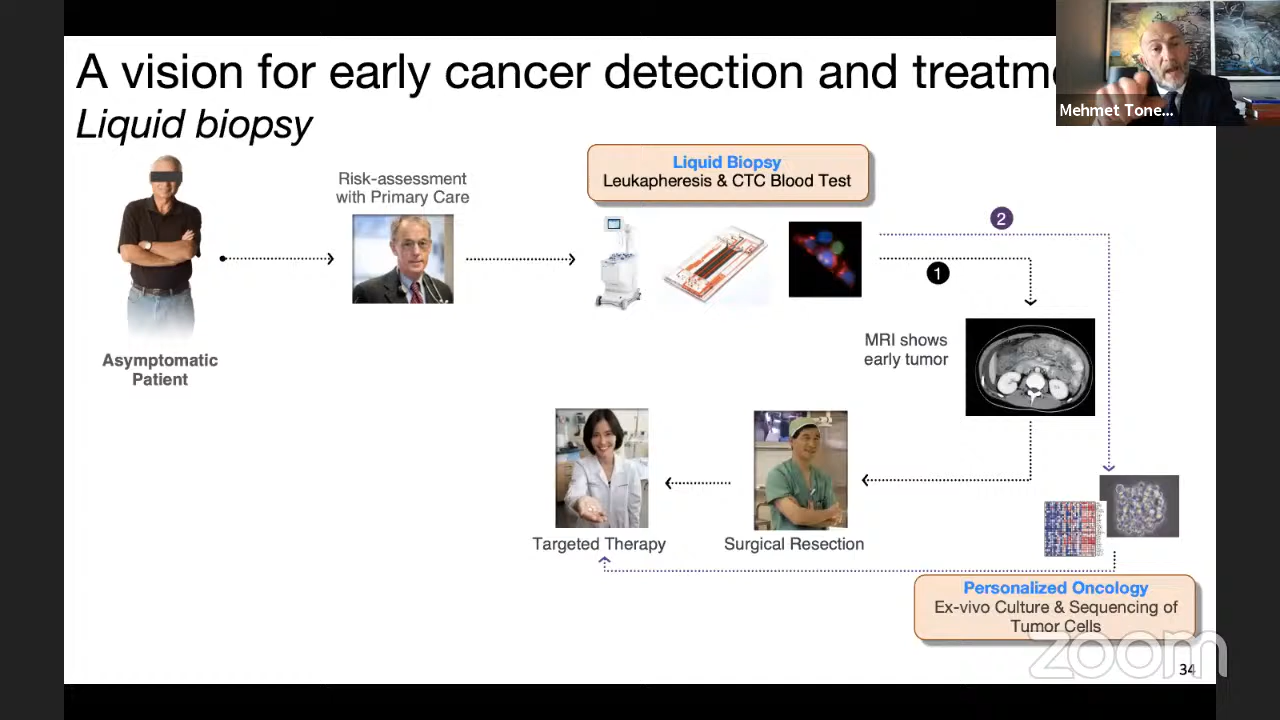 A vision for early cancer detection and treatm
Liquid biopsy
Mehmet Tone...
Risk-assessment
with Primary Care
Liquid Biopsy
Leukapheresis & CTC Blood Test
2
1
Asymptomatic
Patient
MRI shows
early tumor
Targeted Therapy
Surgical Resection
Personalized Oncology
Ex-vivo Culture & Sequencing of
Tumor Cells
zoom
34